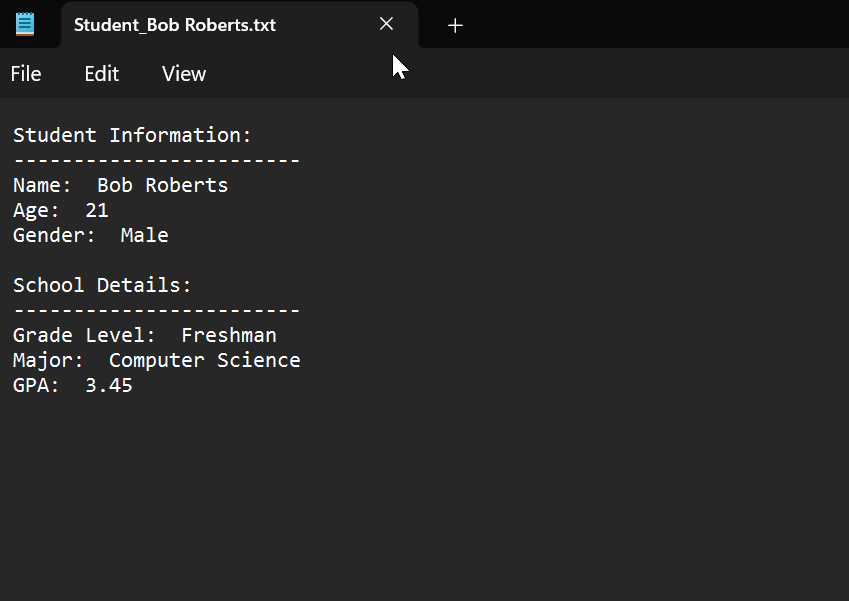 Student_Bob Roberts.txt
File Edit View
Student Information:
------------------------
Name:  Bob Roberts
Age:  21
Gender:  Male
School Details:
------------------------
Grade Level:  Freshman
Major:  Computer Science
GPA:  3.45